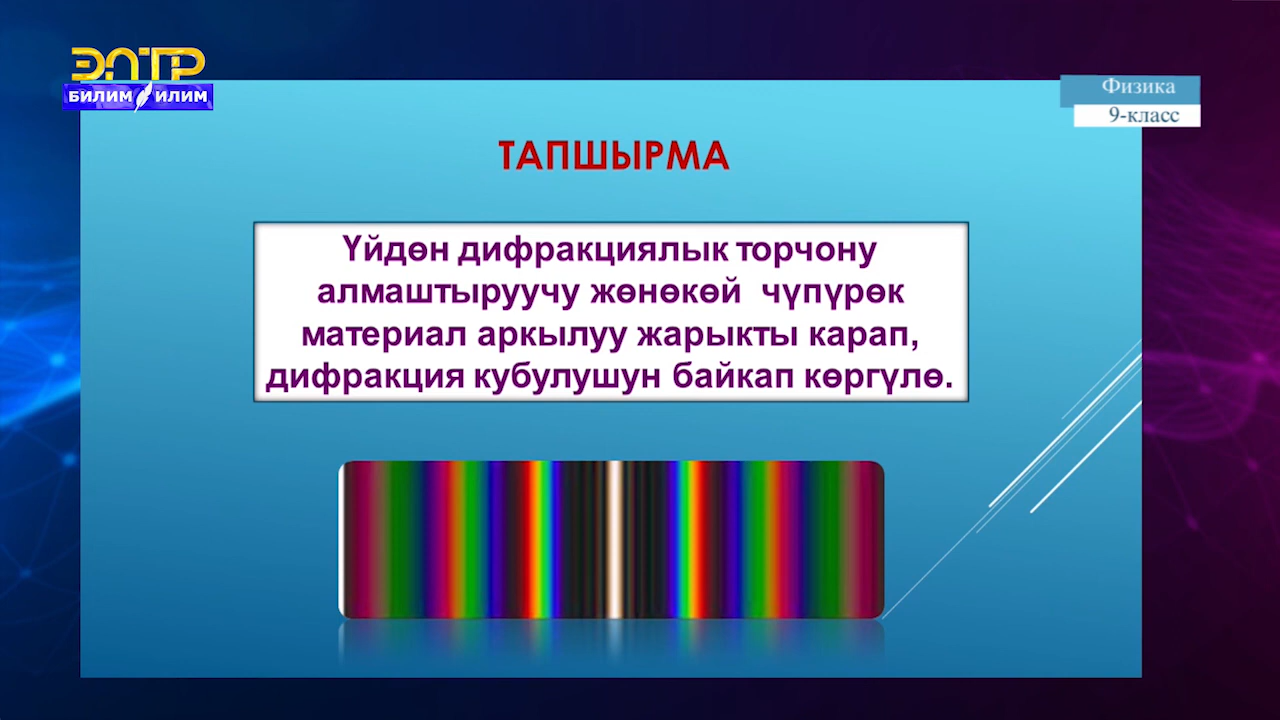 ЭЛТР
БИЛИМ ИЛИМ
Физика
9-класс
ТАПШЫРМА
Үйдөн дифракциялык торчону
алмаштыруучу жөнөкөй чүпүрөк
материал аркылуу жарыкты карап,
дифракция кубулушун байкап көргүлө.